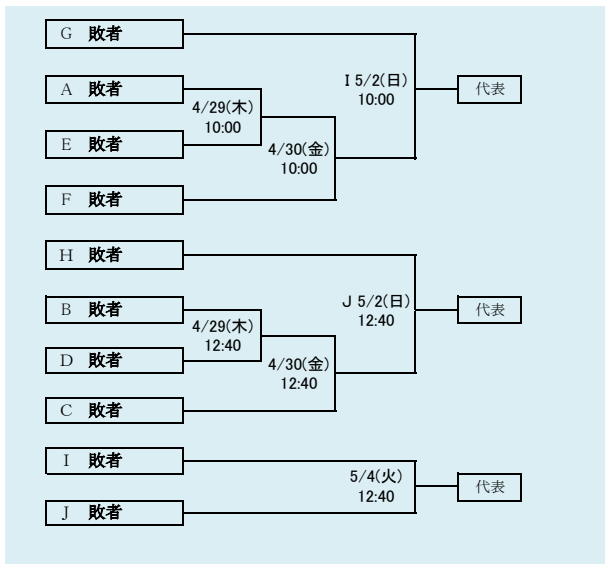 G 敗者
I 5/2(日)
10:00
代表
A 敗者
4/29(木)
10:00
E 敗者
4/30(金)
10:00
F 敗者
H 敗者
J 5/2(日)
12:40
代表
B 敗者
4/29(木)
12:40
D 敗者
4/30(金)
12:40
C 敗者
I 敗者
5/4(火)
12:40
代表
J 敗者